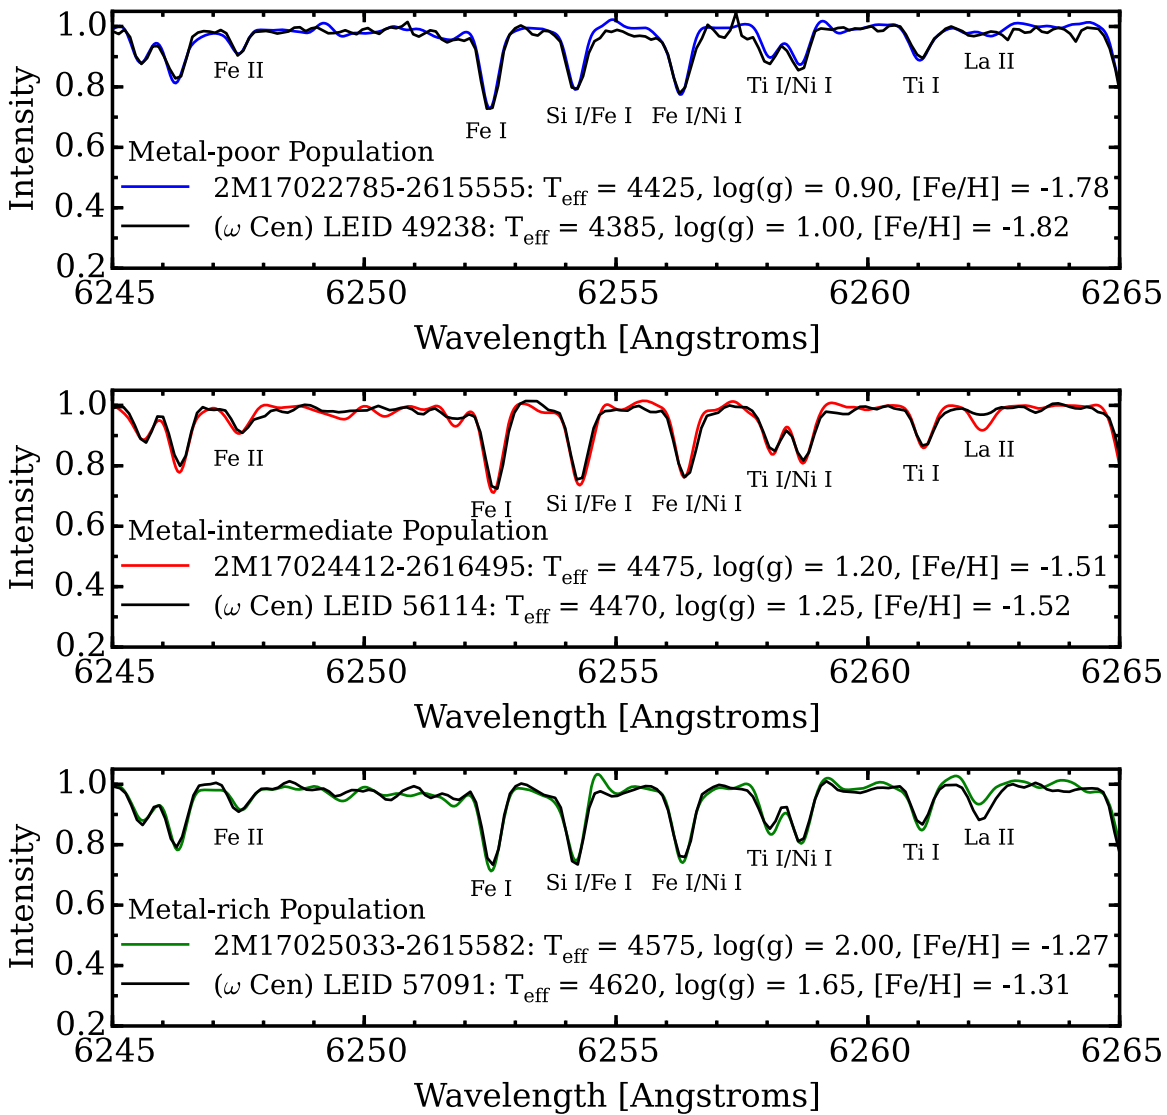 1.0
0.8
0.6
0.4
0.2
Intensity
Fe II
Fe I
Si I/Fe I
Fe I/Ni I
Ti I/Ni I
Ti I
La II
Metal-poor Population
2M17022785-2615555: Teff = 4425, log(g) = 0.90, [Fe/H] = -1.78
(ω Cen) LEID 49238: Teff = 4385, log(g) = 1.00, [Fe/H] = -1.82
6245 6250 6255 6260 6265
Wavelength [Angstroms]
1.0
0.8
0.6
0.4
0.2
Intensity
Fe II
Fe I
Si I/Fe I
Fe I/Ni I
Ti I/Ni I
Ti I
La II
Metal-intermediate Population
2M17024412-2616495: Teff = 4475, log(g) = 1.20, [Fe/H] = -1.51
(ω Cen) LEID 56114: Teff = 4470, log(g) = 1.25, [Fe/H] = -1.52
6245 6250 6255 6260 6265
Wavelength [Angstroms]
1.0
0.8
0.6
0.4
0.2
Intensity
Fe II
Fe I
Si I/Fe I
Fe I/Ni I
Ti I/Ni I
Ti I
La II
Metal-rich Population
2M17025033-2615582: Teff = 4575, log(g) = 2.00, [Fe/H] = -1.27
(ω Cen) LEID 57091: Teff = 4620, log(g) = 1.65, [Fe/H] = -1.31
6245 6250 6255 6260 6265
Wavelength [Angstroms]